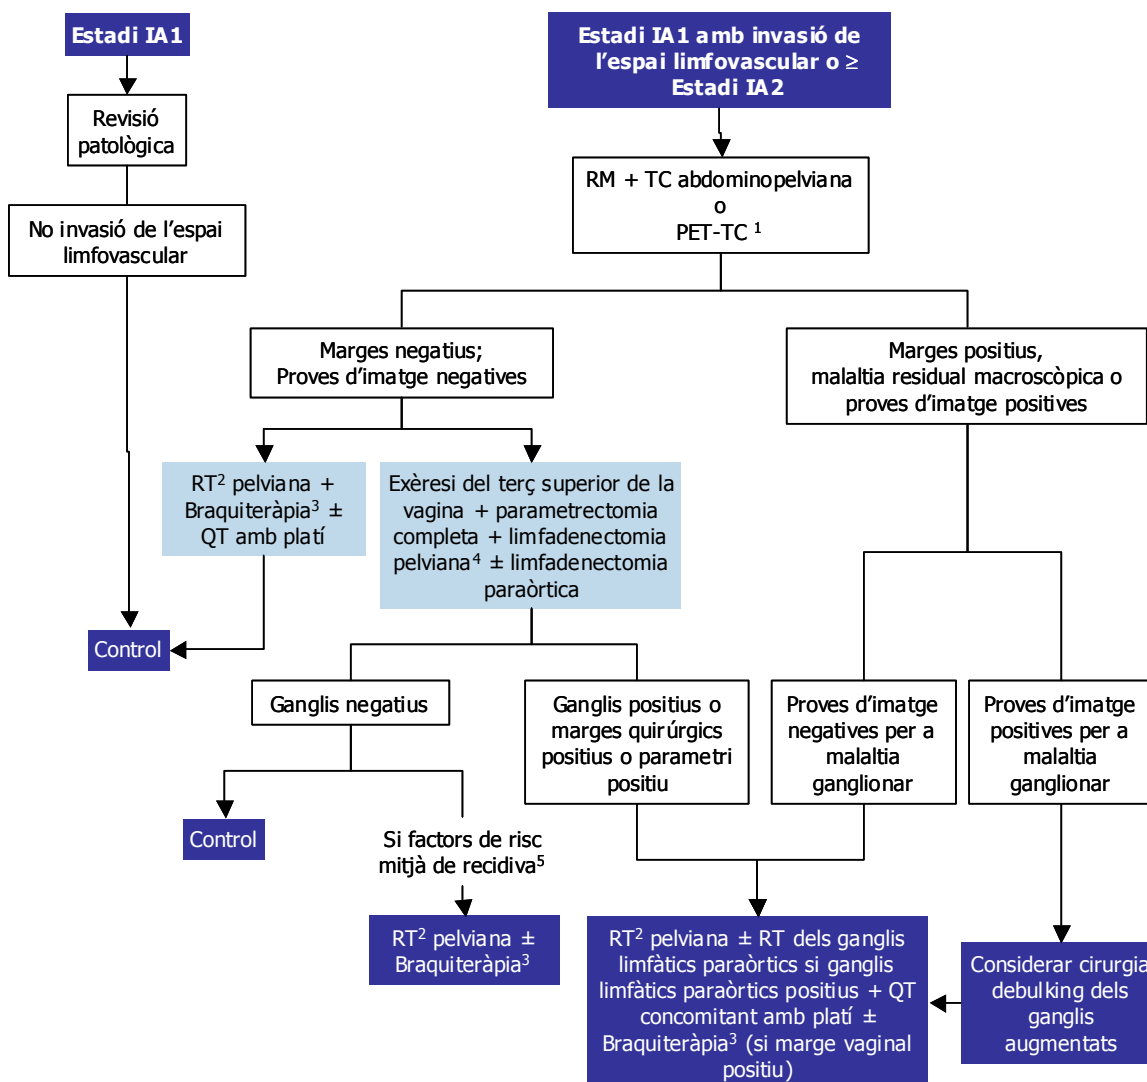 Estadi IA1
Estadi IA1 amb invasió de
l’espai limfovascular o ≥
Estadi IA2
Revisió
patològica
RM + TC abdominopelviana
o
PET-TC ¹
No invasió de l’espai
limfovascular
Marges negatius;
Proves d’imatge negatives
Marges positius,
malaltia residual macroscòpica o
proves d’imatge positives
RT² pelviana +
Braquiteràpia³ ±
QT amb platí
Exèresi del terç superior de la
vagina + parametrectomia
completa + limfadenectomia
pelviana⁴ ± limfadenectomia
paraòrtica
Control
Ganglis negatius
Ganglis positius o
marges quirúrgics
positius o parametri
positiu
Proves d’imatge
negatives per a
malaltia
ganglionar
Proves d’imatge
positives per a
malaltia
ganglionar
Control
Si factors de risc
mitjà de recidiva⁵
RT² pelviana ±
Braquiteràpia³
RT² pelviana ± RT dels ganglis
limfàtics paraòrtics si ganglis
limfàtics paraòrtics positius + QT
concomitant amb platí ±
Braquiteràpia³ (si marge vaginal
positiu)
Considerar cirurgia
debulking dels
ganglis
augmentats